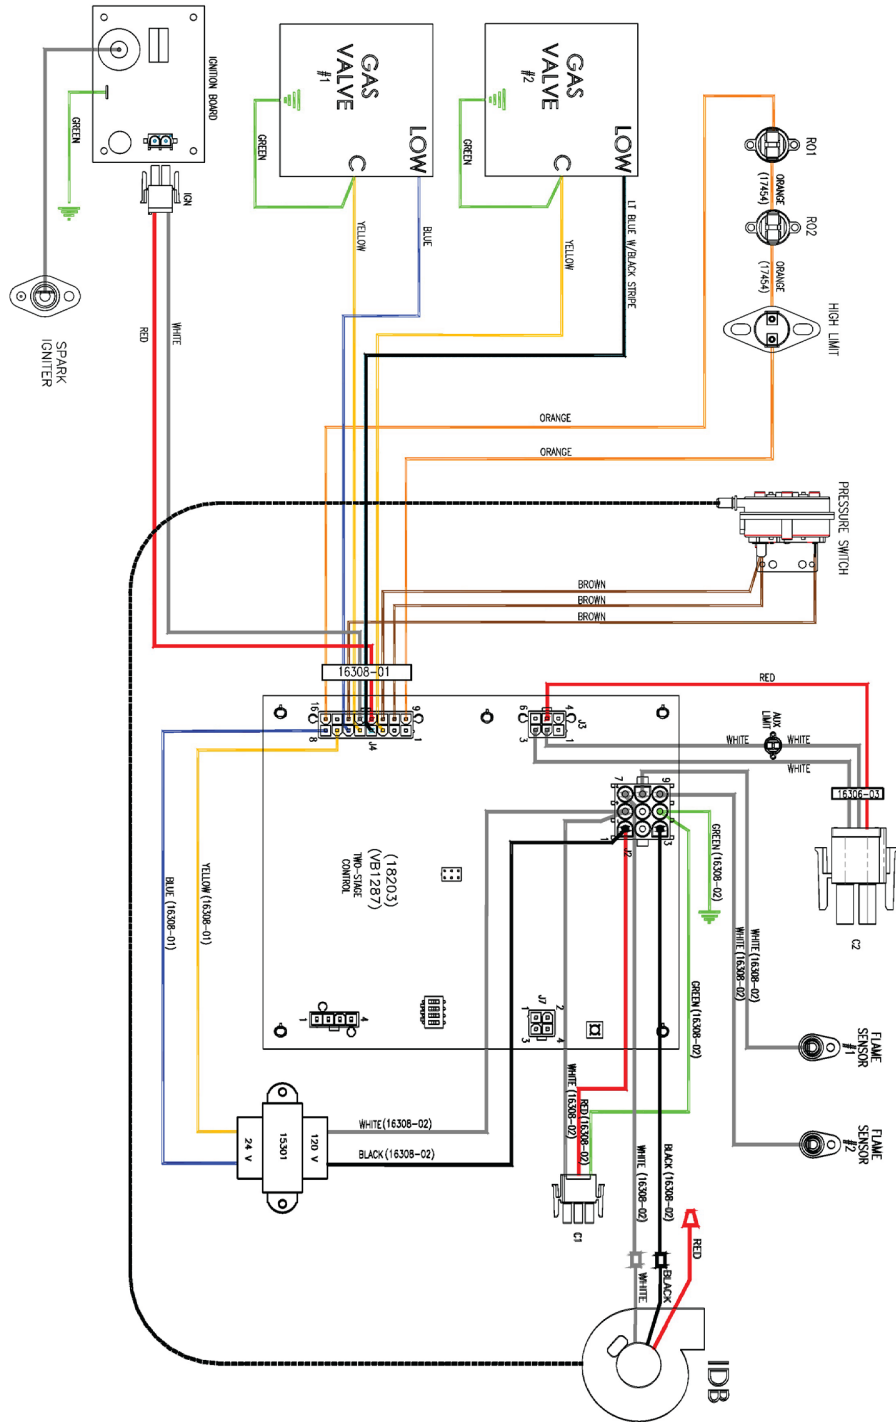 IGNITION BOARD
GREEN
IGN
RED
WHITE
SPARK
IGNITER
GAS
VALVE
#1
LOW
C
GREEN
YELLOW
BLUE
GAS
VALVE
#2
LOW
C
GREEN
YELLOW
LT BLUE W/BLACK STRIPE
RO1
ORANGE
(17454)
RO2
ORANGE
(17454)
HIGH LIMIT
ORANGE
ORANGE
PRESSURE SWITCH
BROWN
BROWN
BROWN
16308-01
16
9
8
1
J4
RED
6
4
J3
3
1
AUX
LIMIT
WHITE
WHITE
WHITE
16306-03
C2
7
9
1
3
J2
GREEN (16308-02)
WHITE (16308-02)
WHITE (16308-02)
GREEN (16308-02)
(18203)
(VB1287)
TWO-STAGE
CONTROL
YELLOW (16308-01)
BLUE (16308-01)
1
4
J7
1
2
3
4
FLAME
SENSOR
#1
FLAME
SENSOR
#2
24 V
15301
120 V
WHITE (16308-02)
BLACK (16308-02)
WHITE (16308-02)
RED (16308-02)
C1
WHITE (16308-02)
BLACK (16308-02)
RED
WHITE
BLACK
IDB